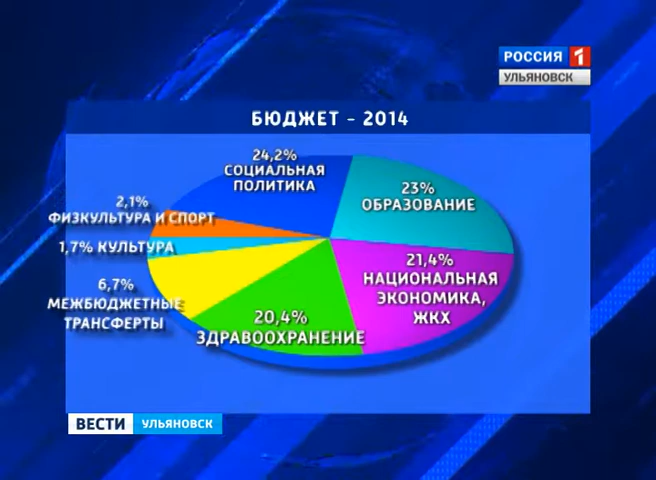 РОССИЯ 1
УЛЬЯНОВСК
БЮДЖЕТ - 2014
24,2%
СОЦИАЛЬНАЯ
ПОЛИТИКА
23%
ОБРАЗОВАНИЕ
2,1%
ФИЗКУЛЬТУРА И СПОРТ
1,7% КУЛЬТУРА
21,4%
НАЦИОНАЛЬНАЯ
ЭКОНОМИКА,
ЖКХ
6,7%
МЕЖБЮДЖЕТНЫЕ
ТРАНСФЕРТЫ
20,4%
ЗДРАВООХРАНЕНИЕ
ВЕСТИ УЛЬЯНОВСК